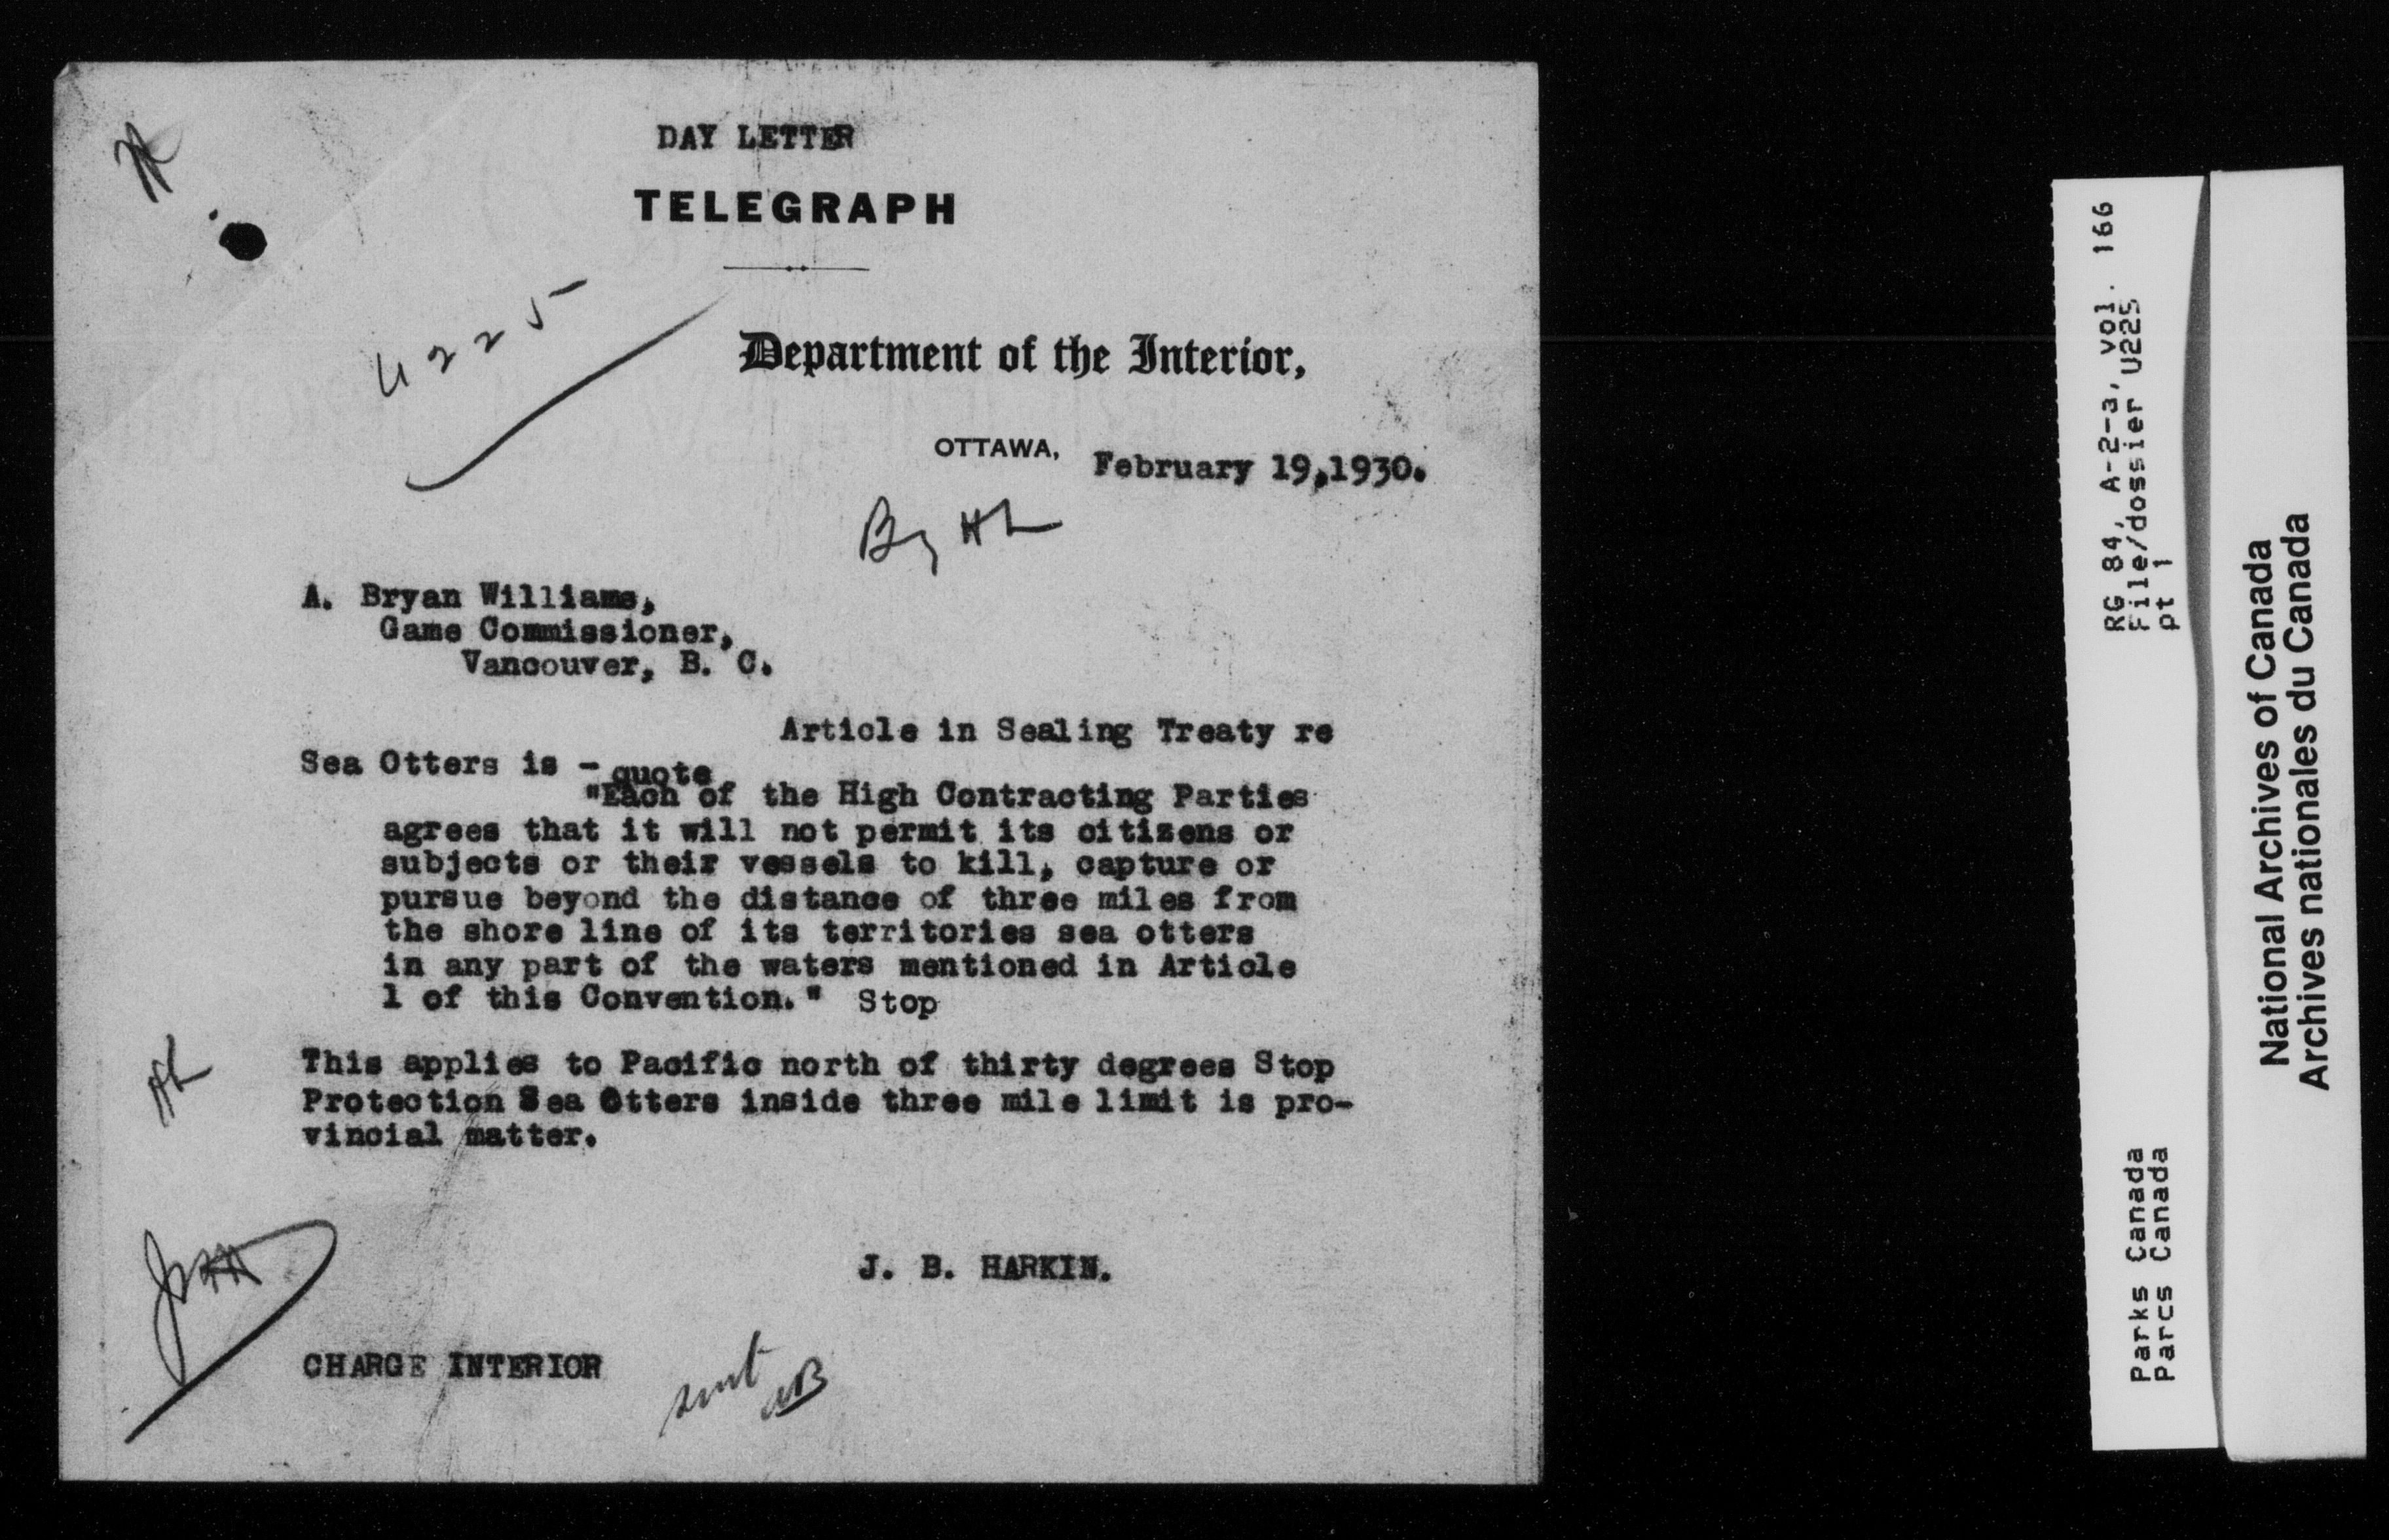 DAY LETTER
TELEGRAPH
U225
Department of the Interior,
OTTAWA, February 19,1930.
A. Bryan Williams,
Game Commissioner,
Vancouver, B. C.
Article in Sealing Treaty re
Sea Otters is - quote
"Each of the High Contracting Parties
agrees that it will not permit its citizens or
subjects or their vessels to kill, capture or
pursue beyond the distance of three miles from
the shore line of its territories sea otters
in any part of the waters mentioned in Article
1 of this Convention." Stop
This applies to Pacific north of thirty degrees Stop
Protection Sea Otters inside three mile limit is pro-
vincial matter.
J. B. HARKIN.
CHARGE INTERIOR
sent
RG 84, A-2-a, vol. 166
File/dossier U225
pt 1
Parks Canada
Parcs Canada
National Archives of Canada
Archives nationales du Canada